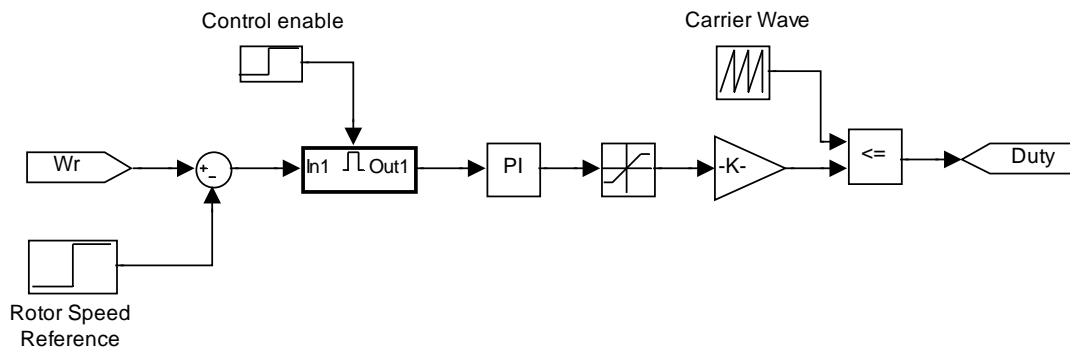 Control enable
Carrier Wave
Wr
+
−
In1
Out1
PI
-K-
<=
Duty
Rotor Speed
Reference